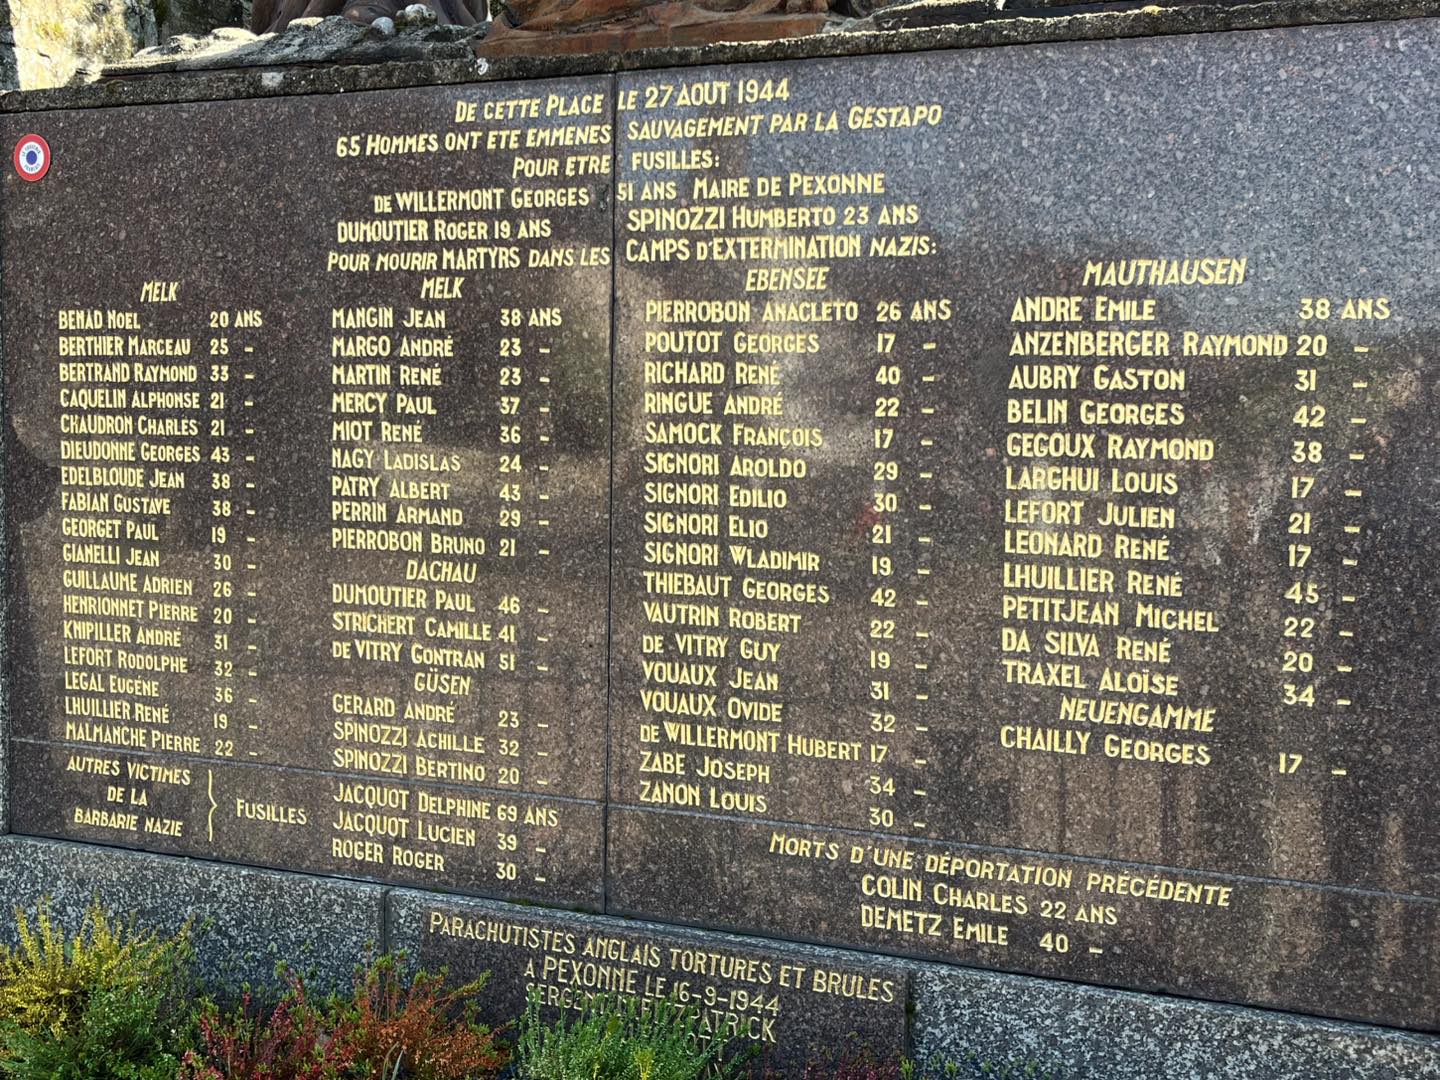 DE CETTE PLACE LE 27 AOUT 1944
65 HOMMES ONT ETE EMMENES SAUVAGEMENT PAR LA GESTAPO
POUR ETRE FUSILLES:
DE WILLERMONT GEORGES 51 ANS MAIRE DE PEXONNE
DUMOUTIER ROGER 19 ANS SPINOZZI HUMBERTO 23 ANS
POUR MOURIR MARTYRS DANS LES CAMPS D'EXTERMINATION NAZIS:
MELK
BENAD NOEL 20 ANS
BERTHIER MARCEAU 25 –
BERTRAND RAYMOND 33 –
CAQUELIN ALPHONSE 21 –
CHAUDRON CHARLES 21 –
DIEUDONNE GEORGES 43 –
EDELBLOUDE JEAN 38 –
FABIAN GUSTAVE 38 –
GEORGET PAUL 19 –
GIANELLI JEAN 30 –
GUILLAUME ADRIEN 26 –
HENRIONNET PIERRE 20 –
KNIPILLER ANDRÉ 31 –
LEFORT RODOLPHE 32 –
LEGAL EUGÉNE 36 –
LHUILLIER RENÉ 19 –
MALMANCHE PIERRE 22 –
MELK
MANGIN JEAN 38 ANS
MARGO ANDRÉ 23 –
MARTIN RENÉ 23 –
MERCY PAUL 37 –
MIOT RENÉ 36 –
NAGY LADISLAS 24 –
PATRY ALBERT 43 –
PERRIN ARMAND 29 –
PIERROBON BRUNO 21 –
DACHAU
DUMOUTIER PAUL 46 –
STRICHERT CAMILLE 41 –
DE VITRY GONTRAN 51 –
GÜSEN
GERARD ANDRÉ 23 –
SPINOZZI ACHILLE 32 –
SPINOZZI BERTINO 20 –
EBENSEE
PIERROBON ANACLETO 26 ANS
POUTOT GEORGES 17 –
RICHARD RENÉ 40 –
RINGUE ANDRÉ 22 –
SAMOCK FRANÇOIS 17 –
SIGNORI AROLDO 29 –
SIGNORI EDILIO 30 –
SIGNORI ELIO 21 –
SIGNORI WLADIMIR 19 –
THIEBAUT GEORGES 42 –
VAUTRIN ROBERT 22 –
DE VITRY GUY 19 –
VOUAUX JEAN 31 –
VOUAUX OVIDE 32 –
DE WILLERMONT HUBERT 17 –
ZABE JOSEPH 34 –
ZANON LOUIS 30 –
MAUTHAUSEN
ANDRE EMILE 38 ANS
ANZENBERGER RAYMOND 20 –
AUBRY GASTON 31 –
BELIN GEORGES 42 –
GEGOUX RAYMOND 38 –
LARGHUI LOUIS 17 –
LEFORT JULIEN 21 –
LEONARD RENÉ 17 –
LHUILLIER RENÉ 45 –
PETITJEAN MICHEL 22 –
DA SILVA RENÉ 20 –
TRAXEL ALOÏSE 34 –
NEUENGAMME
CHAILLY GEORGES 17 –
AUTRES VICTIMES
DE LA
BARBARIE NAZIE
FUSILLES
JACQUOT DELPHINE 69 ANS
JACQUOT LUCIEN 39 –
ROGER ROGER 30 –
MORTS D'UNE DÉPORTATION PRÉCÉDENTE
COLIN CHARLES 22 ANS
DEMETZ EMILE 40 –
PARACHUTISTES ANGLAIS TORTURES ET BRULES
A PEXONNE LE 16-9-1944
FITZPATRICK